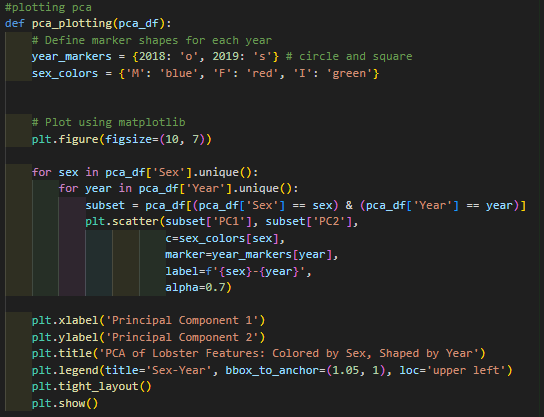 #plotting pca
def pca_plotting(pca_df):
    # Define marker shapes for each year
    year_markers = {2018: 'o', 2019: 's'} # circle and square
    sex_colors = {'M': 'blue', 'F': 'red', 'I': 'green'}
    # Plot using matplotlib
    plt.figure(figsize=(10, 7))
    for sex in pca_df['Sex'].unique():
        for year in pca_df['Year'].unique():
            subset = pca_df[(pca_df['Sex'] == sex) & (pca_df['Year'] == year)]
            plt.scatter(subset['PC1'], subset['PC2'],
                        c=sex_colors[sex],
                        marker=year_markers[year],
                        label=f'{sex}-{year}',
                        alpha=0.7)
    plt.xlabel('Principal Component 1')
    plt.ylabel('Principal Component 2')
    plt.title('PCA of Lobster Features: Colored by Sex, Shaped by Year')
    plt.legend(title='Sex-Year', bbox_to_anchor=(1.05, 1), loc='upper left')
    plt.tight_layout()
    plt.show()